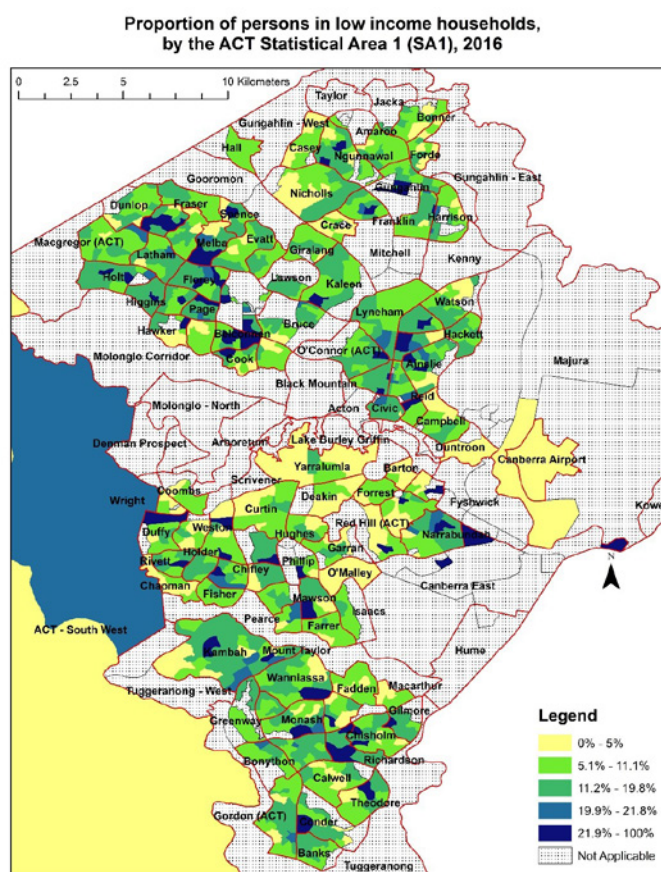 Proportion of persons in low income households,
by the ACT Statistical Area 1 (SA1), 2016
0 2.5 5 10 Kilometers
Taylor
Jacka
Bonner
Gungahlin - West
Amaroo
Casey
Hall
Ngunnawal
Forde
Gungahlin - East
Gooromon
Nicholls
Gungahlin
Dunlop
Fraser
Spence
Crace
Franklin
Harrison
Macgregor (ACT)
Melba
Evatt
Giralang
Mitchell
Latham
Kenny
Holt
Florey
Lawson
Kaleen
Higgins
Page
Watson
Lyneham
Hawker
Belconnen
Bruce
Hackett
Molonglo Corridor
Cook
O'Connor (ACT)
Ainslie
Majura
Black Mountain
Reid
Molonglo - North
Acton
Civic
Campbell
Denman Prospect
Arboretum
Lake Burley Griffin
Duntroon
Yarralumla
Barton
Canberra Airport
Scrivener
Wright
Coombs
Deakin
Forrest
Fyshwick
Curtin
Kowe
Duffy
Weston
Red Hill (ACT)
Narrabundah
Holder
Hughes
Garran
Rivett
Chifley
Phillip
N
Chapman
O'Malley
Canberra East
Fisher
Mawson
Isaacs
Pearce
Farrer
ACT - South West
Kambah
Mount Taylor
Hume
Tuggeranong - West
Wanniassa
Macarthur
Fadden
Greenway
Gilmore
Monash
Chisholm
Bonython
Richardson
Calwell
Theodore
Gordon (ACT)
Conder
Banks
Tuggeranong
Legend
0% - 5%
5.1% - 11.1%
11.2% - 19.8%
19.9% - 21.8%
21.9% - 100%
Not Applicable